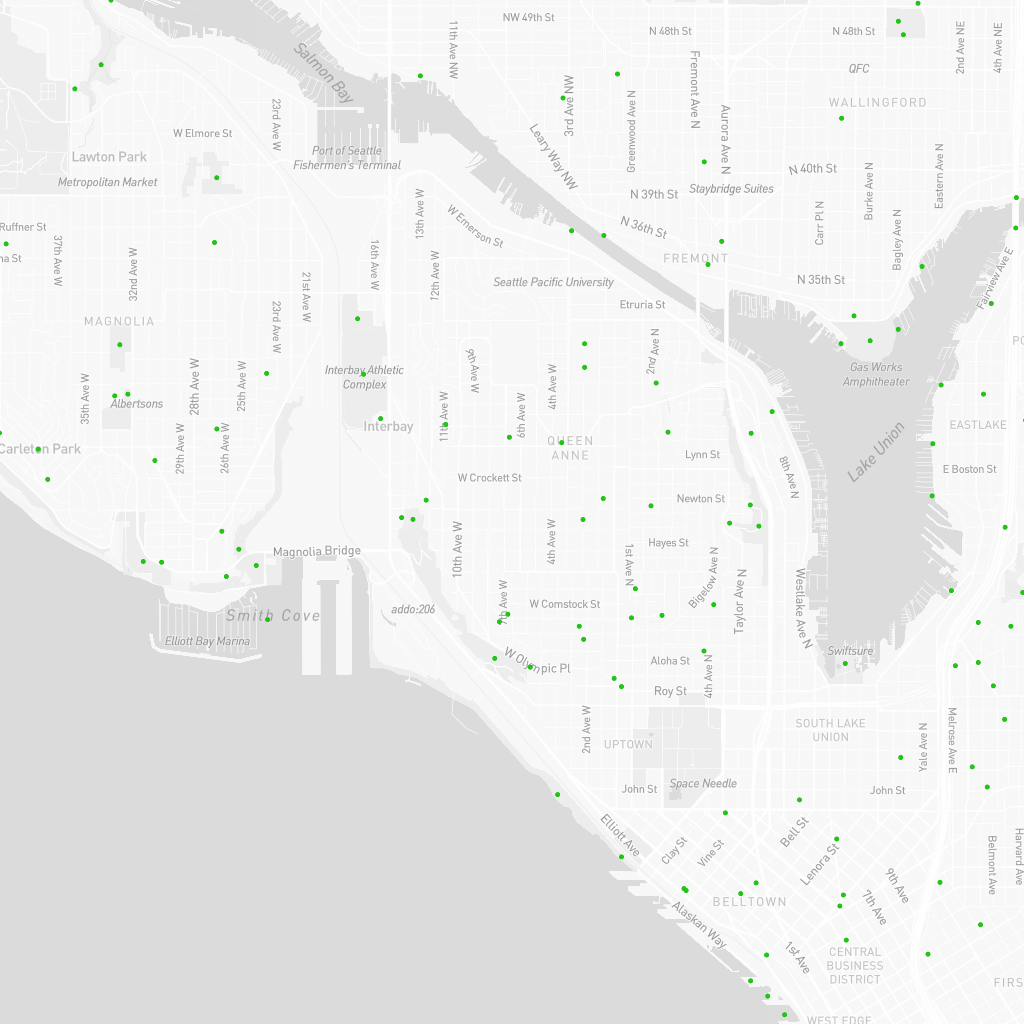 NW 49th St
11th Ave NW
N 48th St
N 48th St
2nd Ave NE
4th Ave NE
Salmon Bay
Fremont Ave N
QFC
3rd Ave NW
Greenwood Ave N
Aurora Ave N
WALLINGFORD
23rd Ave W
W Elmore St
Port of Seattle
Fishermen's Terminal
Leary Way NW
Lawton Park
Metropolitan Market
N 40th St
Staybridge Suites
N 39th St
Burke Ave N
Eastern Ave N
13th Ave W
W Emerson St
N 36th St
Carr Pl N
Bagley Ave N
Ruffner St
na St
37th Ave W
32nd Ave W
16th Ave W
12th Ave W
FREMONT
Seattle Pacific University
N 35th St
Fairview Ave E
21st Ave W
Etruria St
MAGNOLIA
23rd Ave W
2nd Ave W
9th Ave W
PO
Gas Works
Amphitheater
Interbay Athletic
Complex
28th Ave W
25th Ave W
35th Ave W
4th Ave W
Albertsons
11th Ave W
6th Ave W
Interbay
QUEEN
ANNE
EASTLAKE
Carleton Park
29th Ave W
26th Ave W
Lynn St
Lake Union
8th Ave N
E Boston St
W Crockett St
Newton St
10th Ave W
4th Ave W
Hayes St
1st Ave N
Magnolia Bridge
Bigelow Ave N
Taylor Ave N
Westlake Ave N
7th Ave W
W Comstock St
addo:206
Smith Cove
Elliott Bay Marina
W Olympic Pl
Aloha St
4th Ave N
Swiftsure
Roy St
2nd Ave W
UPTOWN
SOUTH LAKE
UNION
Yale Ave N
Melrose Ave E
Space Needle
John St
John St
Elliott Ave
Clay St
Vine St
Bell St
Lenora St
Belmont Ave
Harvard Ave
9th Ave
7th Ave
BELLTOWN
Alaskan Way
1st Ave
CENTRAL
BUSINESS
DISTRICT
FIRS
WEST EDGE